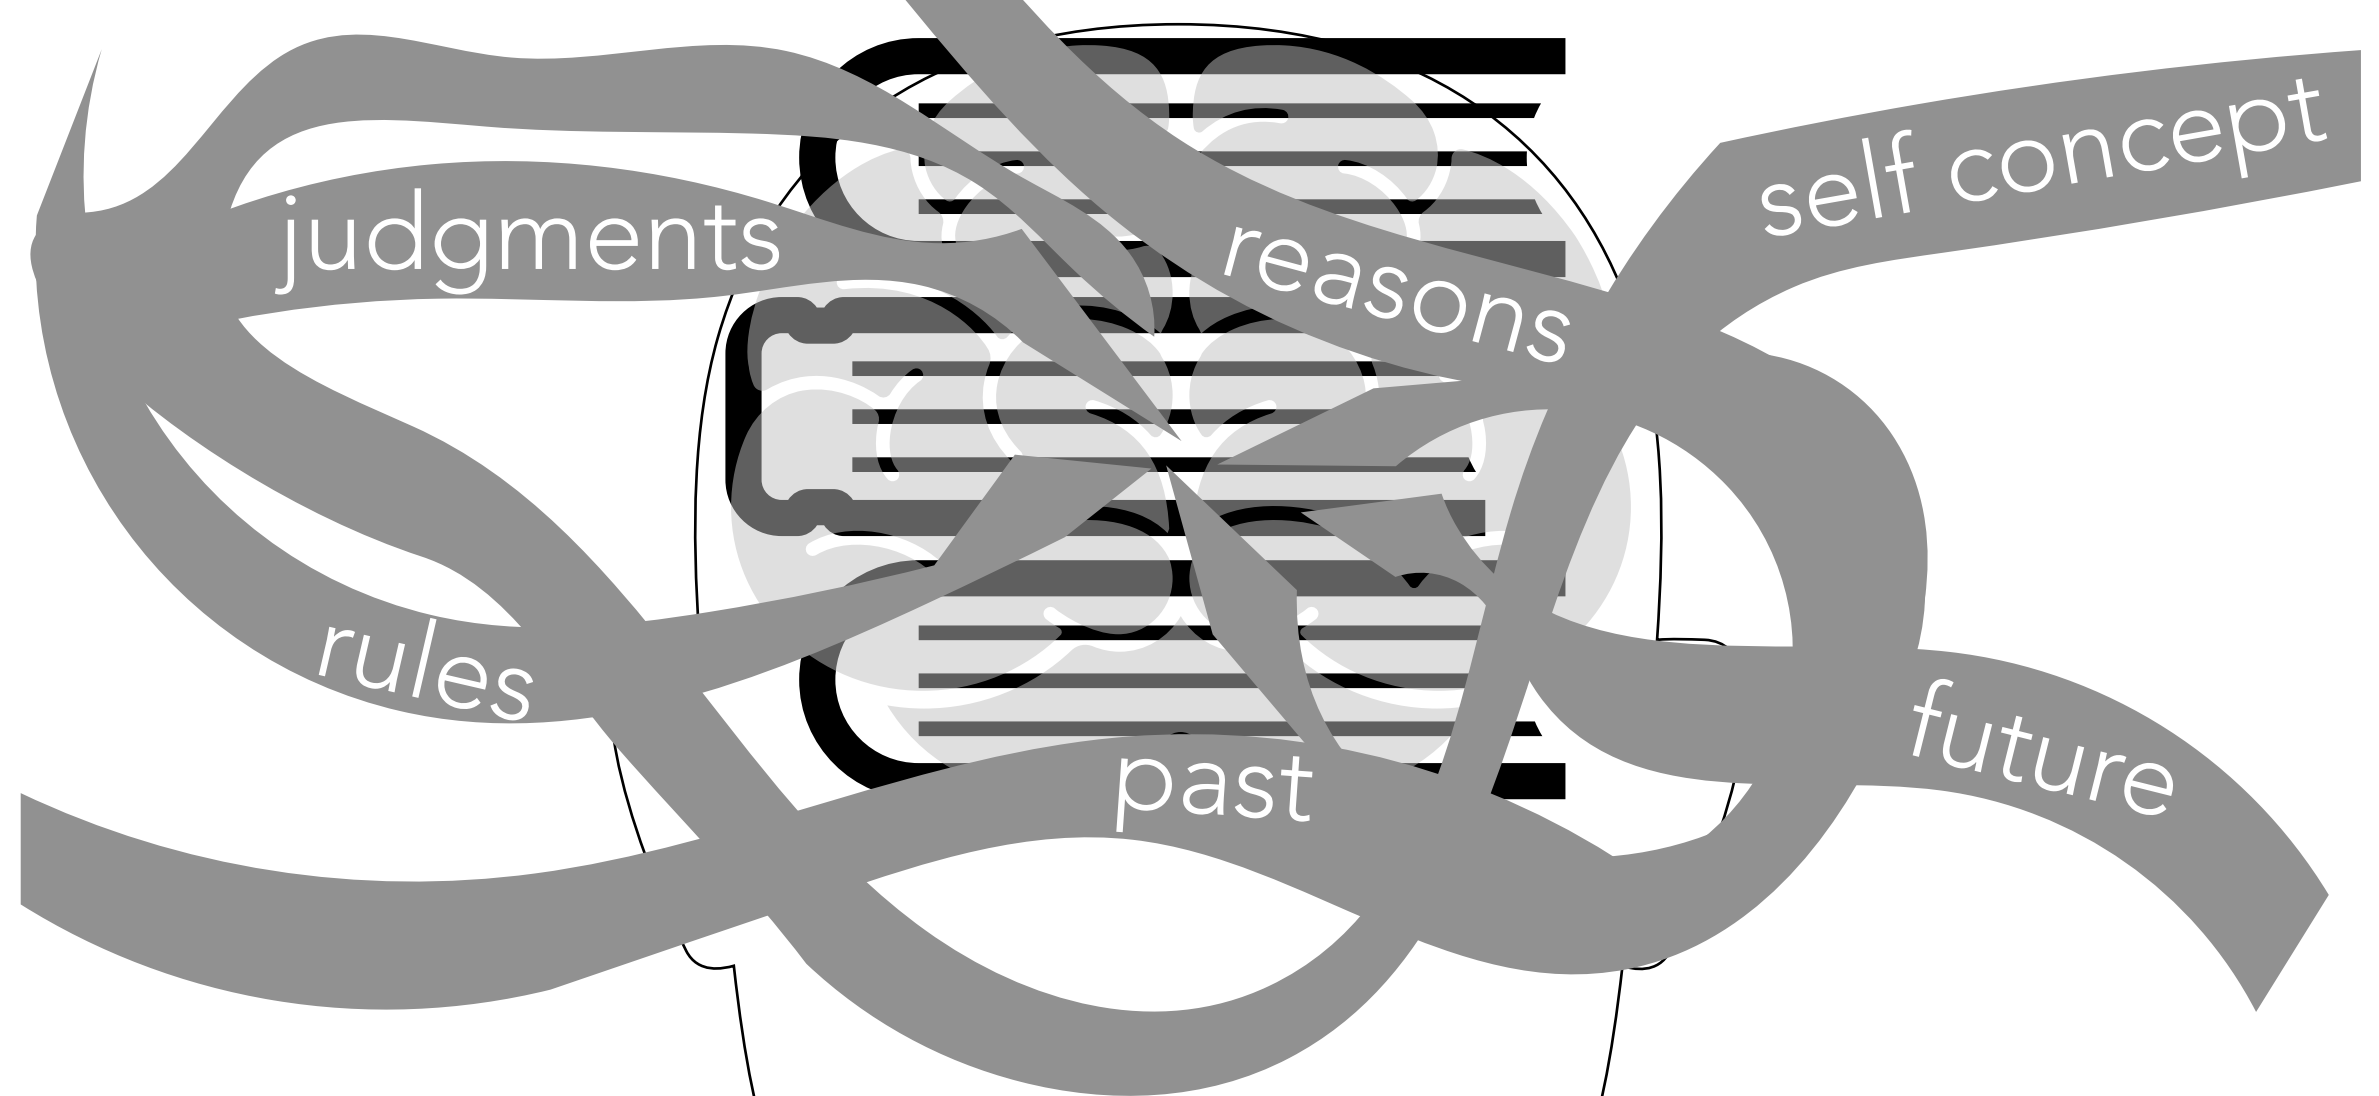 self concept
judgments
reasons
rules
future
past